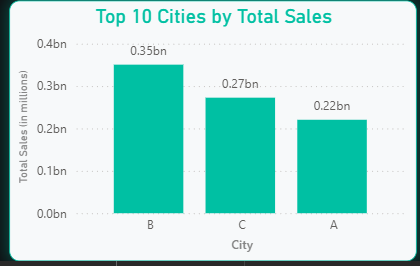 Top 10 Cities by Total Sales
Total Sales (in millions)
0.4bn
0.3bn
0.2bn
0.1bn
0.0bn
0.35bn
0.27bn
0.22bn
B
C
A
City